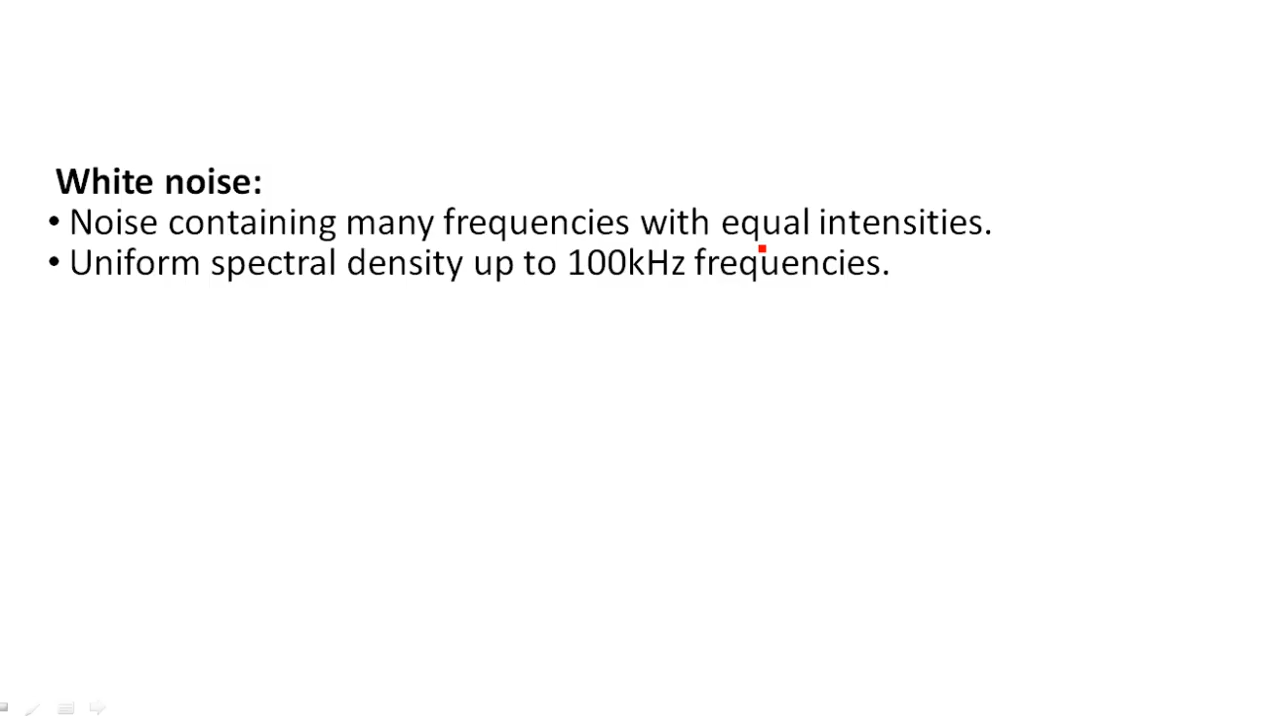 White noise:
• Noise containing many frequencies with equal intensities.
• Uniform spectral density up to 100kHz frequencies.